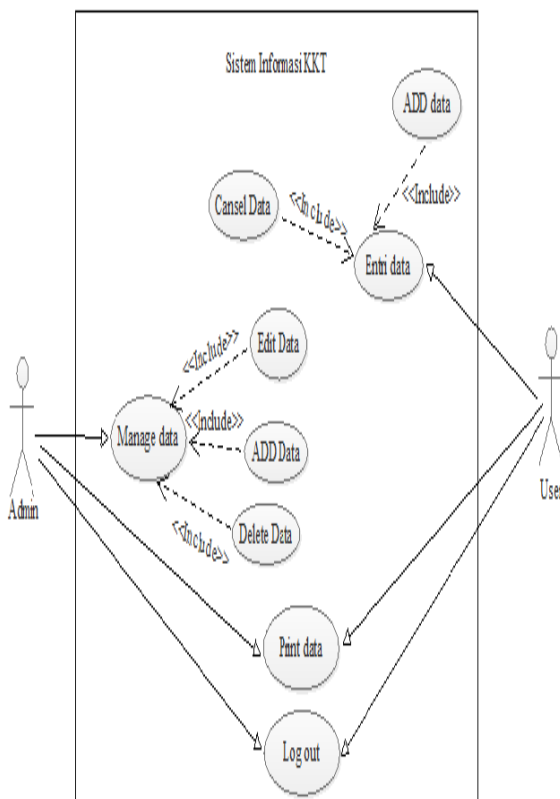 Sistem Informasi KKT
ADD data
<<Include>>
Cansel Data
<<Include>>
Entri data
Edit Data
<<Include>>
<<Include>>
Manage data
ADD Data
Delete Data
<<Include>>
Admin
User
Print data
Log out